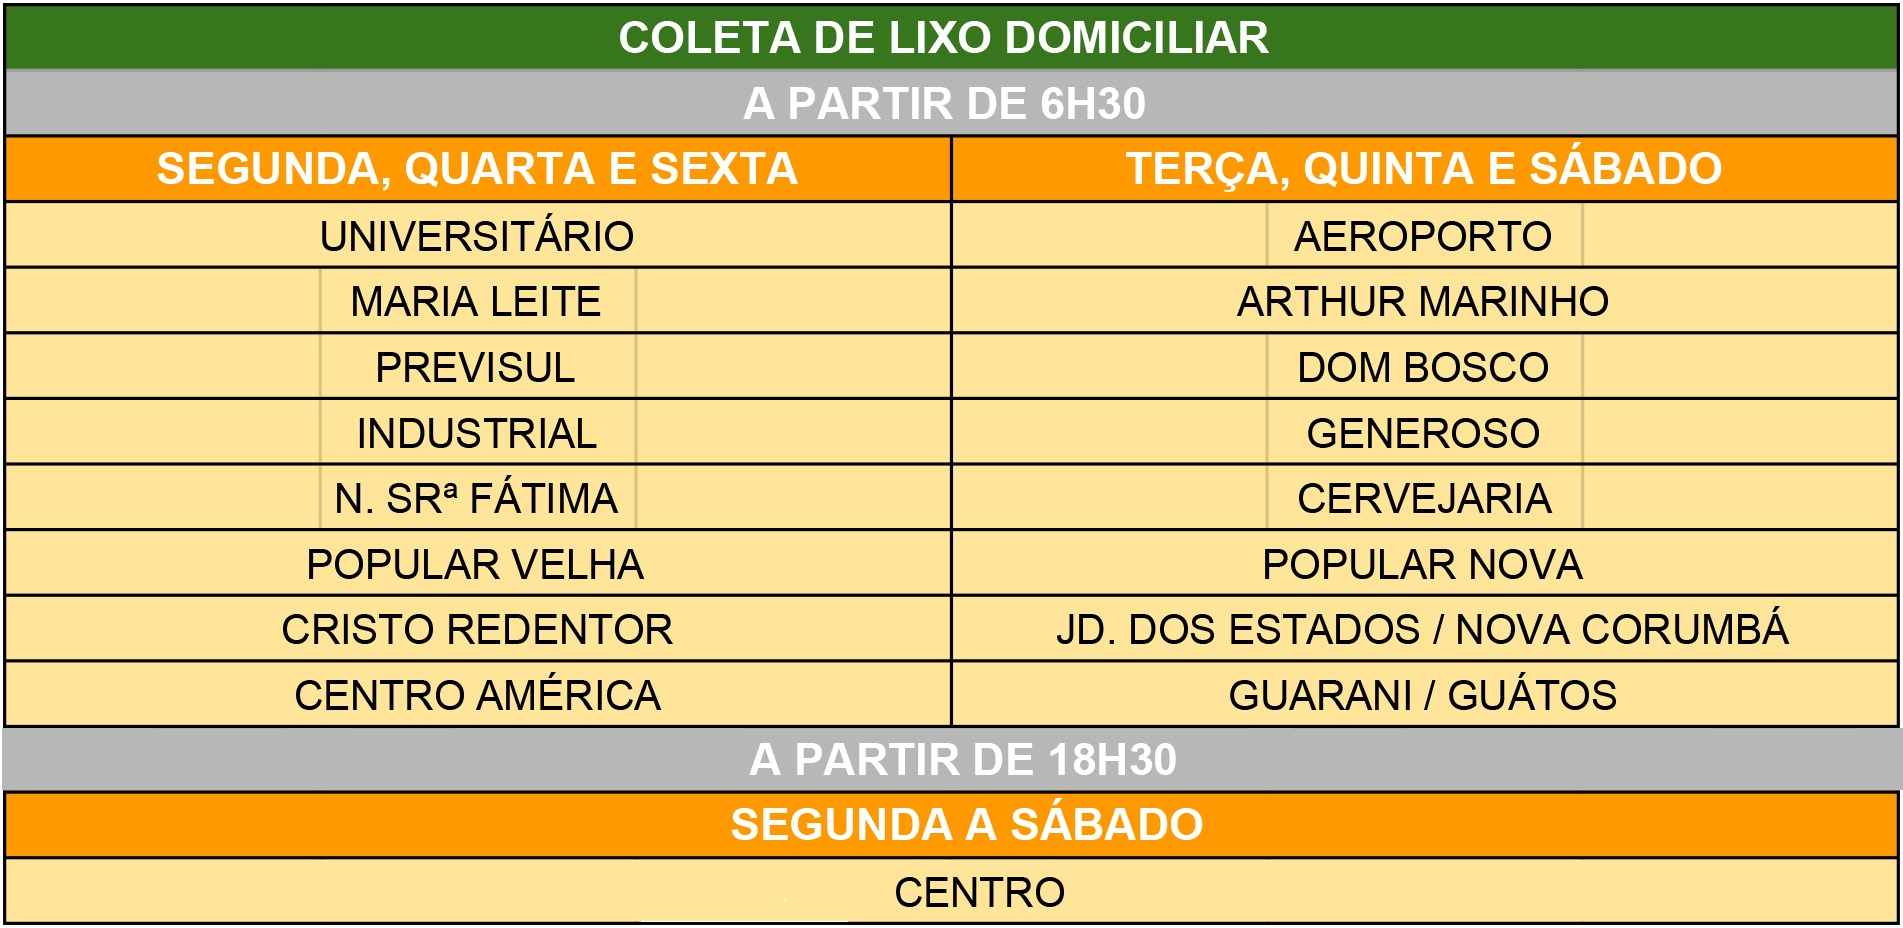 COLETA DE LIXO DOMICILIAR
A PARTIR DE 6H30
SEGUNDA, QUARTA E SEXTA
TERÇA, QUINTA E SÁBADO
UNIVERSITÁRIO
AEROPORTO
MARIA LEITE
ARTHUR MARINHO
PREVISUL
DOM BOSCO
INDUSTRIAL
GENEROSO
N. SRª FÁTIMA
CERVEJARIA
POPULAR VELHA
POPULAR NOVA
CRISTO REDENTOR
JD. DOS ESTADOS / NOVA CORUMBÁ
CENTRO AMÉRICA
GUARANI / GUÁTOS
A PARTIR DE 18H30
SEGUNDA A SÁBADO
CENTRO